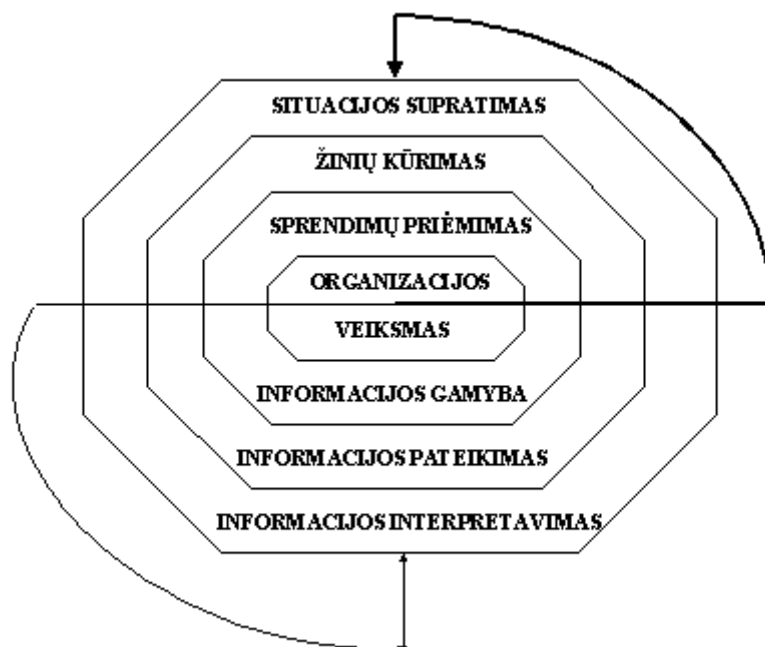 SITUACIJOS SUPRATIMAS
ŽINIŲ KŪRIMAS
SPRENDIMŲ PRIĖMIMAS
ORGANIZACIJOS
VEIKSMAS
INFORMACIJOS GAMYBA
INFORMACIJOS PATEIKIMAS
INFORMACIJOS INTERPRETAVIMAS